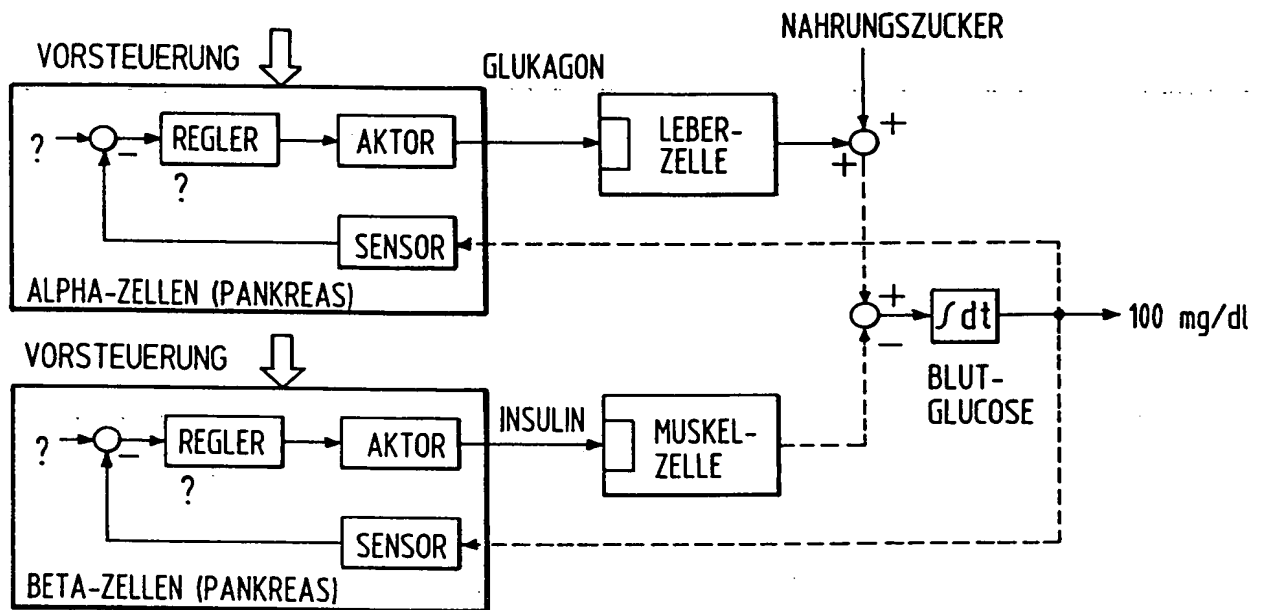 NAHRUNGSZUCKER
VORSTEUERUNG
GLUKAGON
?
REGLER
?
AKTOR
SENSOR
ALPHA-ZELLEN (PANKREAS)
LEBER-
ZELLE
+
+
−
+
−
∫dt
100 mg/dl
BLUT-
GLUCOSE
VORSTEUERUNG
INSULIN
?
−
REGLER
?
AKTOR
SENSOR
BETA-ZELLEN (PANKREAS)
MUSKEL-
ZELLE